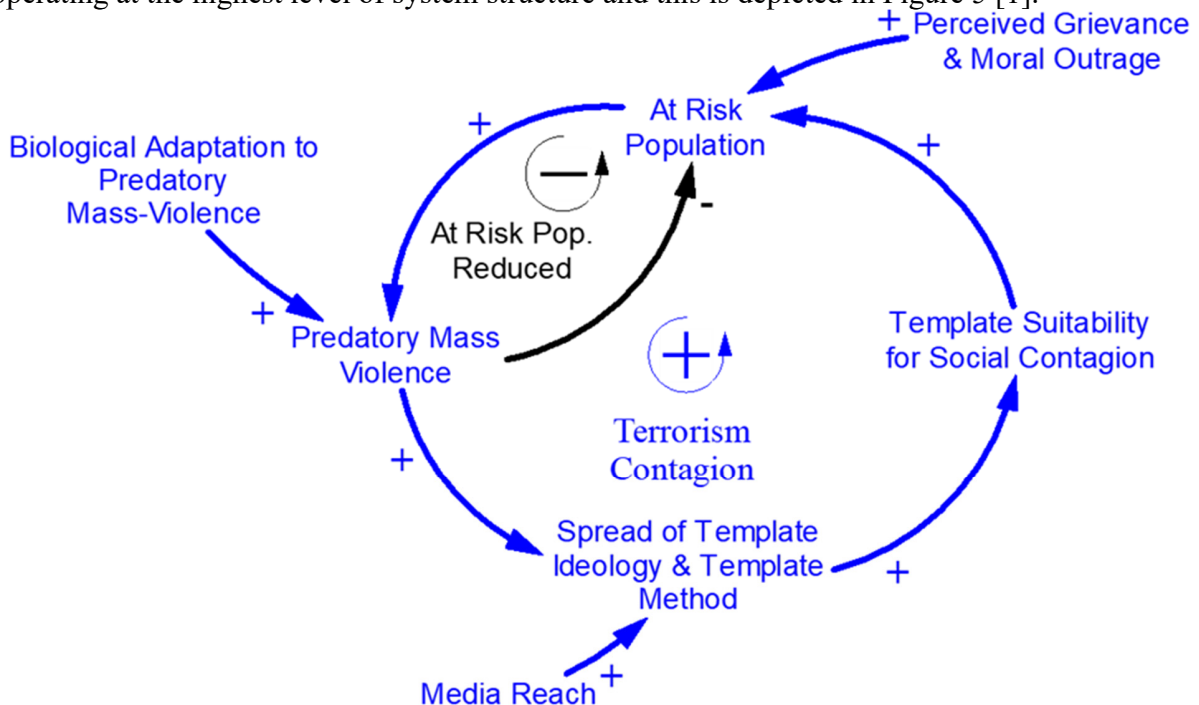 operating at the highest level of system structure and this is depicted in Figure 3 [1].
+ Perceived Grievance
& Moral Outrage
At Risk
Population
+
+
Biological Adaptation to
Predatory
Mass-Violence
−
-
At Risk Pop.
Reduced
+
Predatory Mass
Violence
+
Template Suitability
for Social Contagion
Terrorism
Contagion
+
Spread of Template
Ideology & Template
Method
+
Media Reach +